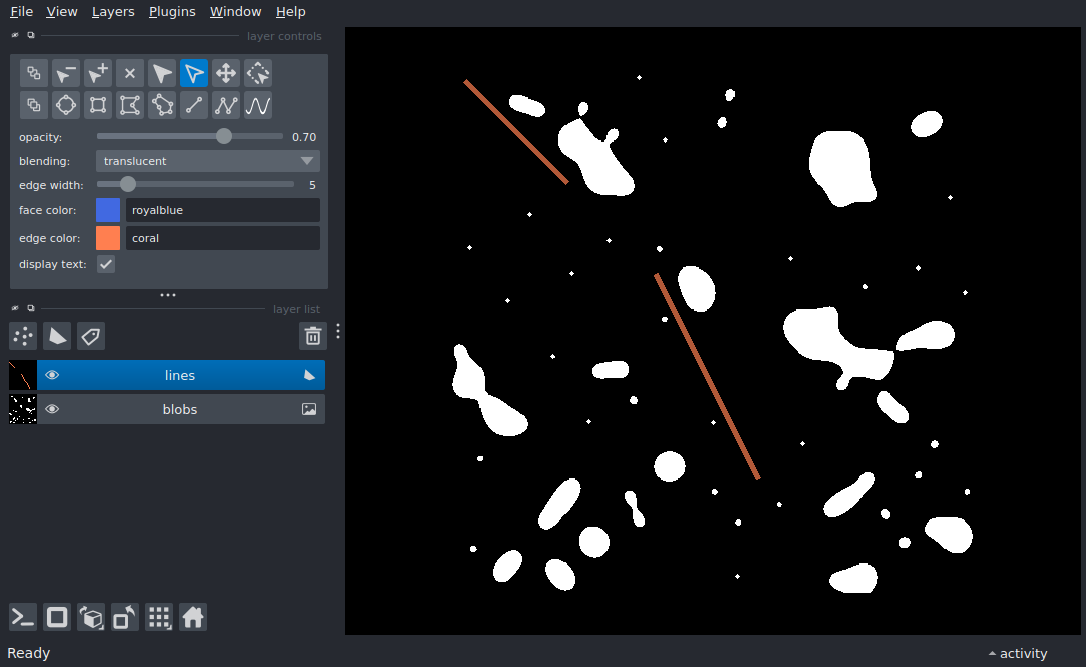 File View Layers Plugins Window Help
layer controls
opacity: 0.70
blending: translucent
edge width: 5
face color: royalblue
edge color: coral
display text:
layer list
lines
blobs
Ready
activity